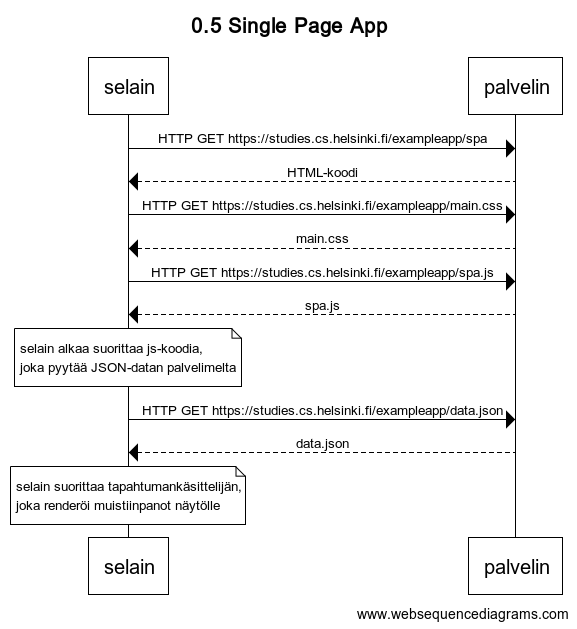 0.5 Single Page App
selain palvelin
HTTP GET https://studies.cs.helsinki.fi/exampleapp/spa
HTML-koodi
HTTP GET https://studies.cs.helsinki.fi/exampleapp/main.css
main.css
HTTP GET https://studies.cs.helsinki.fi/exampleapp/spa.js
spa.js
selain alkaa suorittaa js-koodia,
joka pyytää JSON-datan palvelimelta
HTTP GET https://studies.cs.helsinki.fi/exampleapp/data.json
data.json
selain suorittaa tapahtumankäsittelijän,
joka renderöi muistiinpanot näytölle
selain palvelin
www.websequencediagrams.com